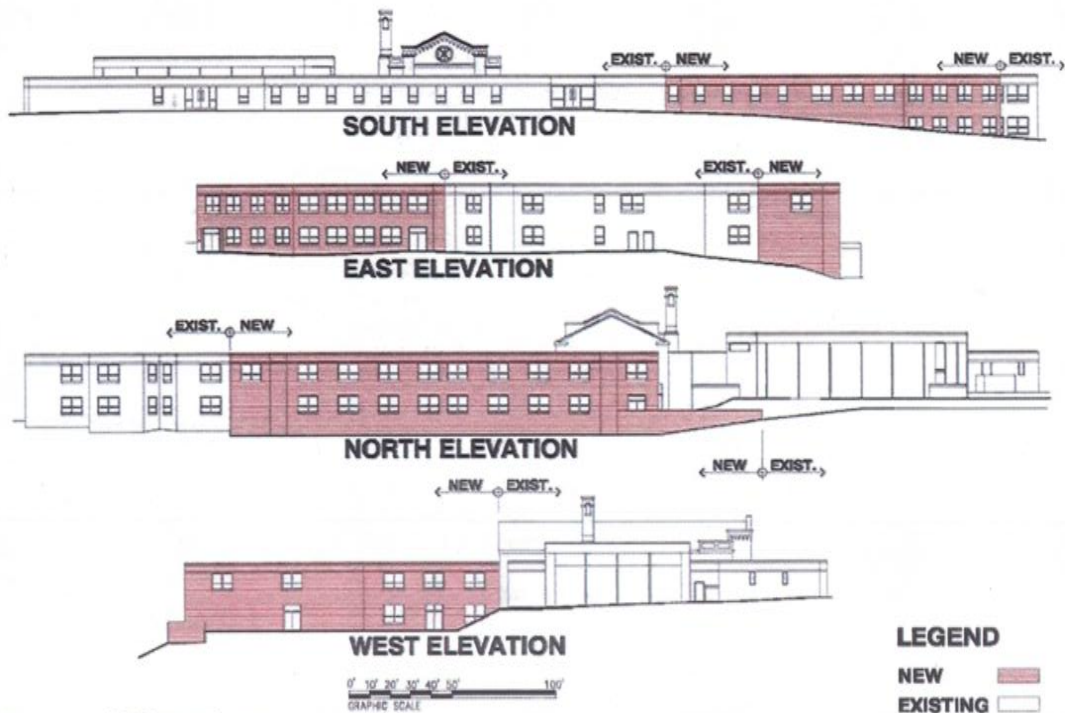 EXIST. NEW
NEW EXIST.
SOUTH ELEVATION
NEW EXIST.
EXIST. NEW
EAST ELEVATION
EXIST. NEW
NORTH ELEVATION
NEW EXIST.
NEW EXIST.
WEST ELEVATION
0' 10' 20' 30' 40' 50' 100'
GRAPHIC SCALE
LEGEND
NEW
EXISTING